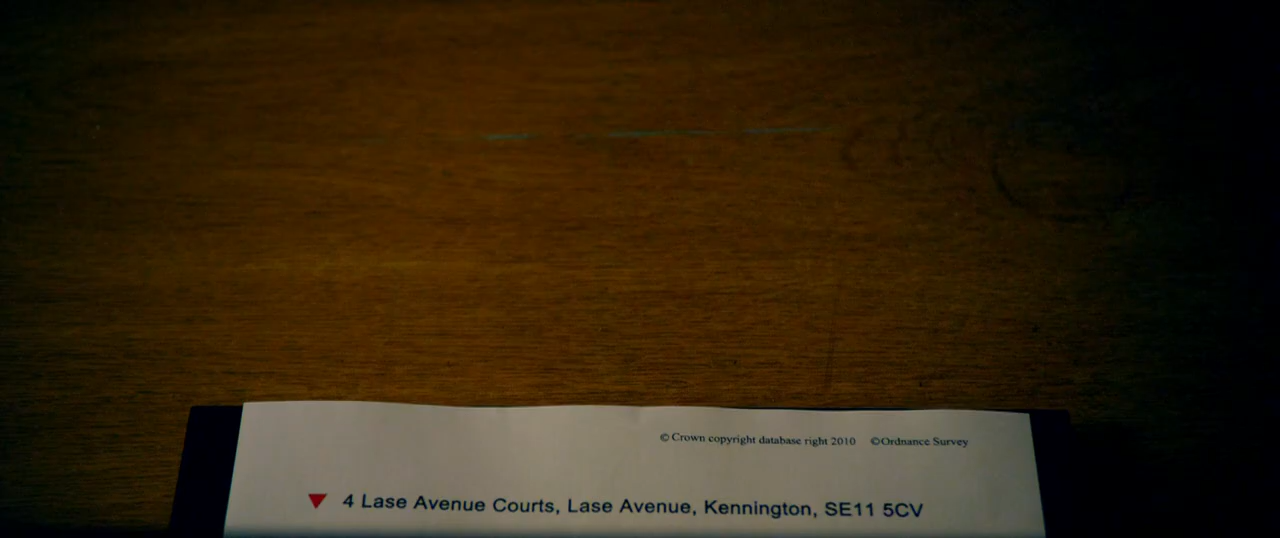 © Crown copyright database right 2010 ©Ordnance Survey
4 Lase Avenue Courts, Lase Avenue, Kennington, SE11 5CV